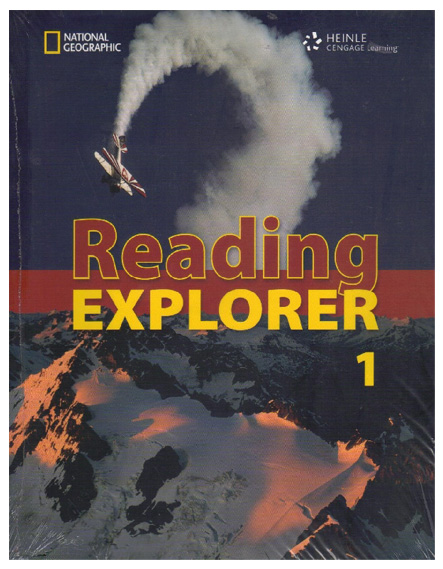 NATIONAL
GEOGRAPHIC
HEINLE
CENGAGE Learning
Reading
EXPLORER
1